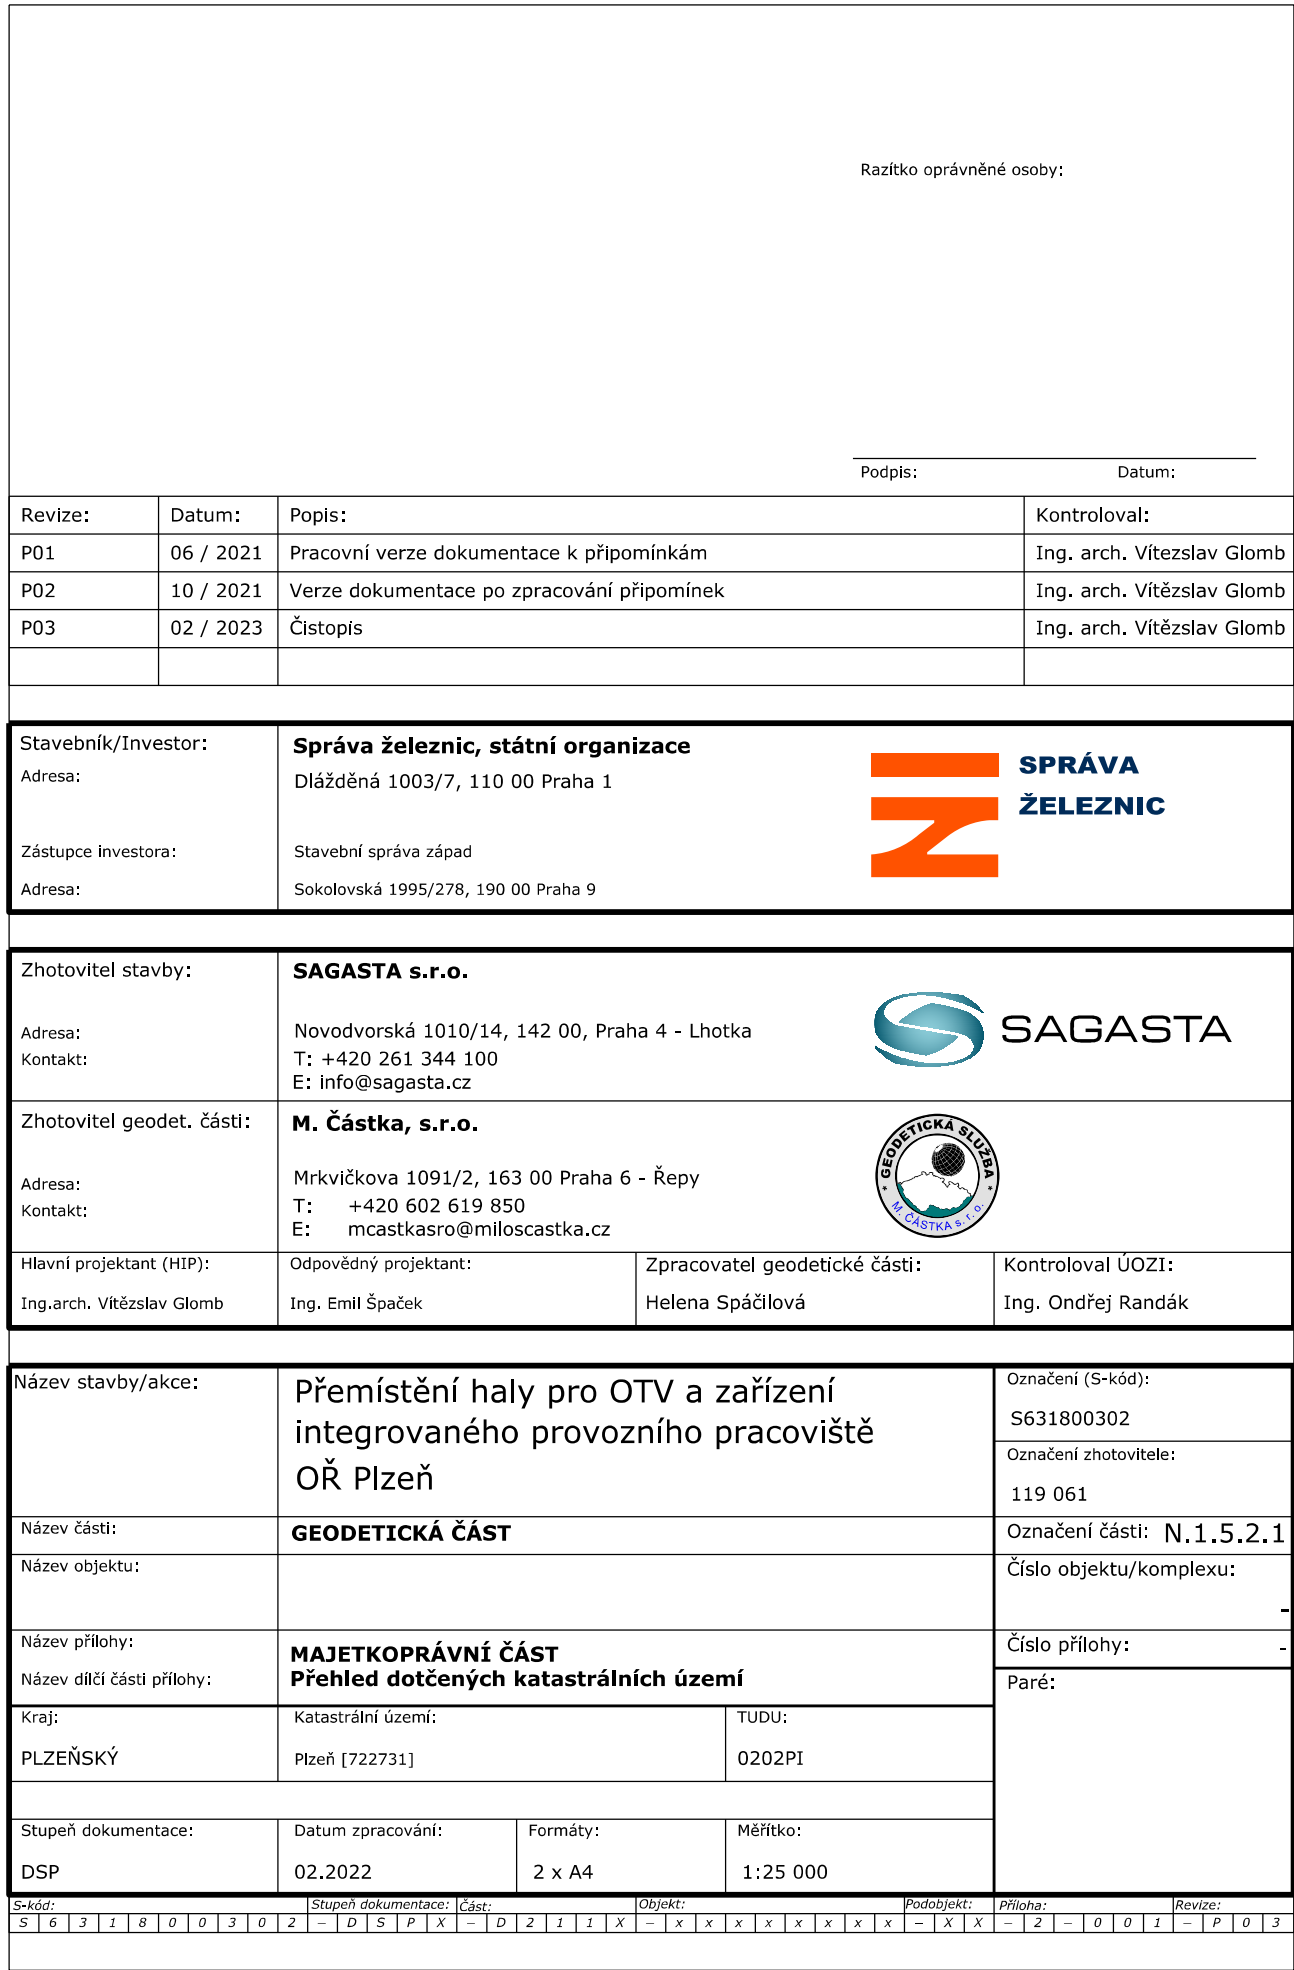 Razítko oprávněné osoby:
Podpis: Datum:
Revize: Datum: Popis: Kontroloval:
P01 06 / 2021 Pracovní verze dokumentace k připomínkám Ing. arch. Vítezslav Glomb
P02 10 / 2021 Verze dokumentace po zpracování připomínek Ing. arch. Vítězslav Glomb
P03 02 / 2023 Čistopis Ing. arch. Vítězslav Glomb
Stavebník/Investor: Správa železnic, státní organizace
Adresa: Dlážděná 1003/7, 110 00 Praha 1
SPRÁVA
ŽELEZNIC
Zástupce investora: Stavební správa západ
Adresa: Sokolovská 1995/278, 190 00 Praha 9
Zhotovitel stavby: SAGASTA s.r.o.
Adresa: Novodvorská 1010/14, 142 00, Praha 4 - Lhotka
Kontakt: T: +420 261 344 100
E: info@sagasta.cz
SAGASTA
Zhotovitel geodet. části: M. Částka, s.r.o.
Adresa: Mrkvičkova 1091/2, 163 00 Praha 6 - Řepy
Kontakt: T: +420 602 619 850
E: mcastkasro@miloscastka.cz
* GEODETICKÁ SLUŽBA *
M. ČÁSTKA s. r. o.
Hlavní projektant (HIP): Odpovědný projektant: Zpracovatel geodetické části: Kontroloval ÚOZI:
Ing.arch. Vítězslav Glomb Ing. Emil Špaček Helena Spáčilová Ing. Ondřej Randák
Název stavby/akce: Přemístění haly pro OTV a zařízení
integrovaného provozního pracoviště
OŘ Plzeň
Označení (S-kód):
S631800302
Označení zhotovitele:
119 061
Název části: GEODETICKÁ ČÁST Označení části: N.1.5.2.1
Název objektu: Číslo objektu/komplexu:
-
Název přílohy: MAJETKOPRÁVNÍ ČÁST Číslo přílohy: -
Název dílčí části přílohy: Přehled dotčených katastrálních území Paré:
Kraj: Katastrální území: TUDU:
PLZEŇSKÝ Plzeň [722731] 0202PI
Stupeň dokumentace: Datum zpracování: Formáty: Měřítko:
DSP 02.2022 2 x A4 1:25 000
S-kód: Stupeň dokumentace: Část: Objekt: Podobjekt: Příloha: Revize:
S 6 3 1 8 0 0 3 0 2 – D S P X – D 2 1 1 X – x x x x x x x x – X X – 2 – 0 0 1 – P 0 3